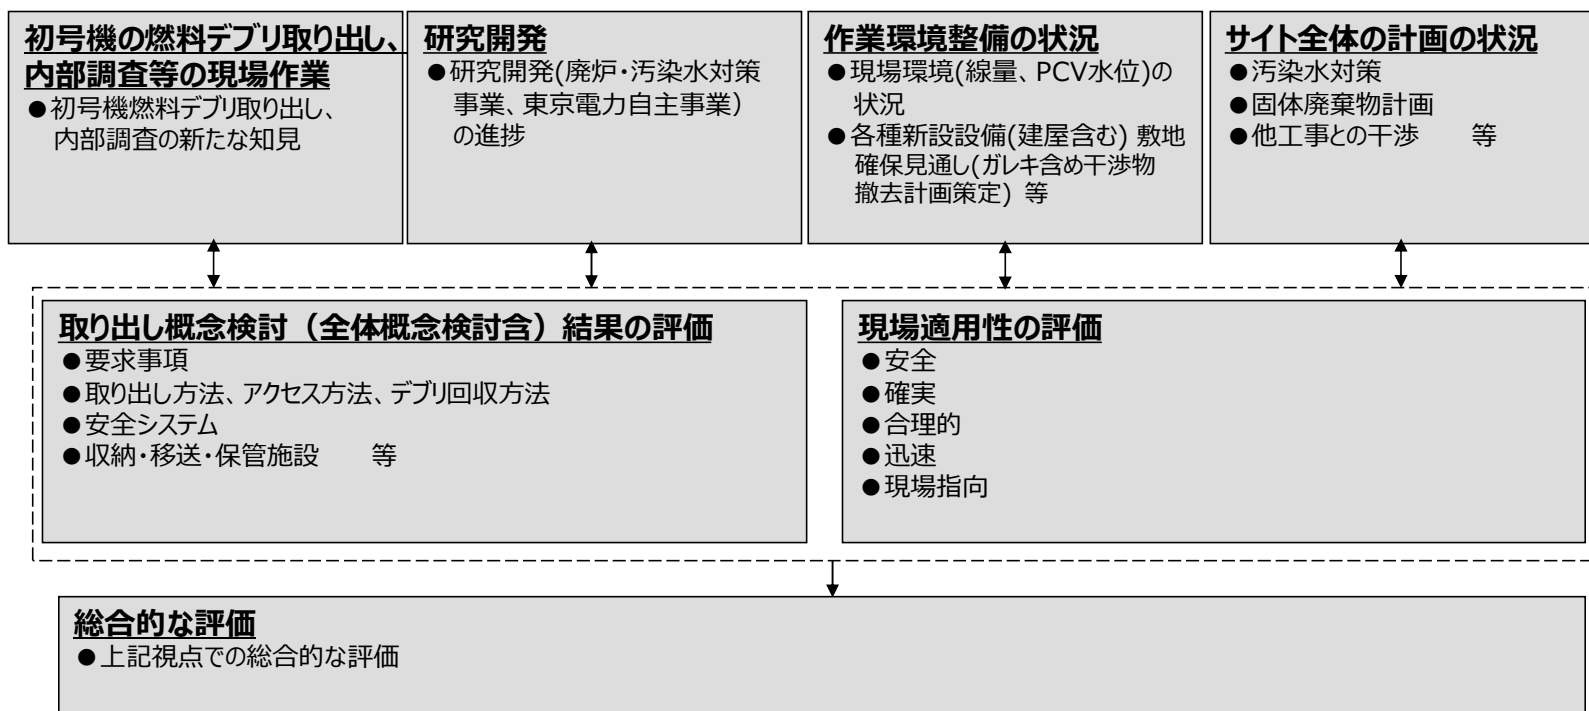 初号機の燃料デブリ取り出し、
内部調査等の現場作業
●初号機燃料デブリ取り出し、
内部調査の新たな知見
研究開発
●研究開発(廃炉・汚染水対策
事業、東京電力自主事業)
の進捗
作業環境整備の状況
●現場環境(線量、PCV水位)の
状況
●各種新設設備(建屋含む) 敷地
確保見通し(ガレキ含め干渉物
撤去計画策定) 等
サイト全体の計画の状況
●汚染水対策
●固体廃棄物計画
●他工事との干渉 等
取り出し概念検討（全体概念検討含）結果の評価
●要求事項
●取り出し方法、アクセス方法、デブリ回収方法
●安全システム
●収納・移送・保管施設 等
現場適用性の評価
●安全
●確実
●合理的
●迅速
●現場指向
総合的な評価
●上記視点での総合的な評価